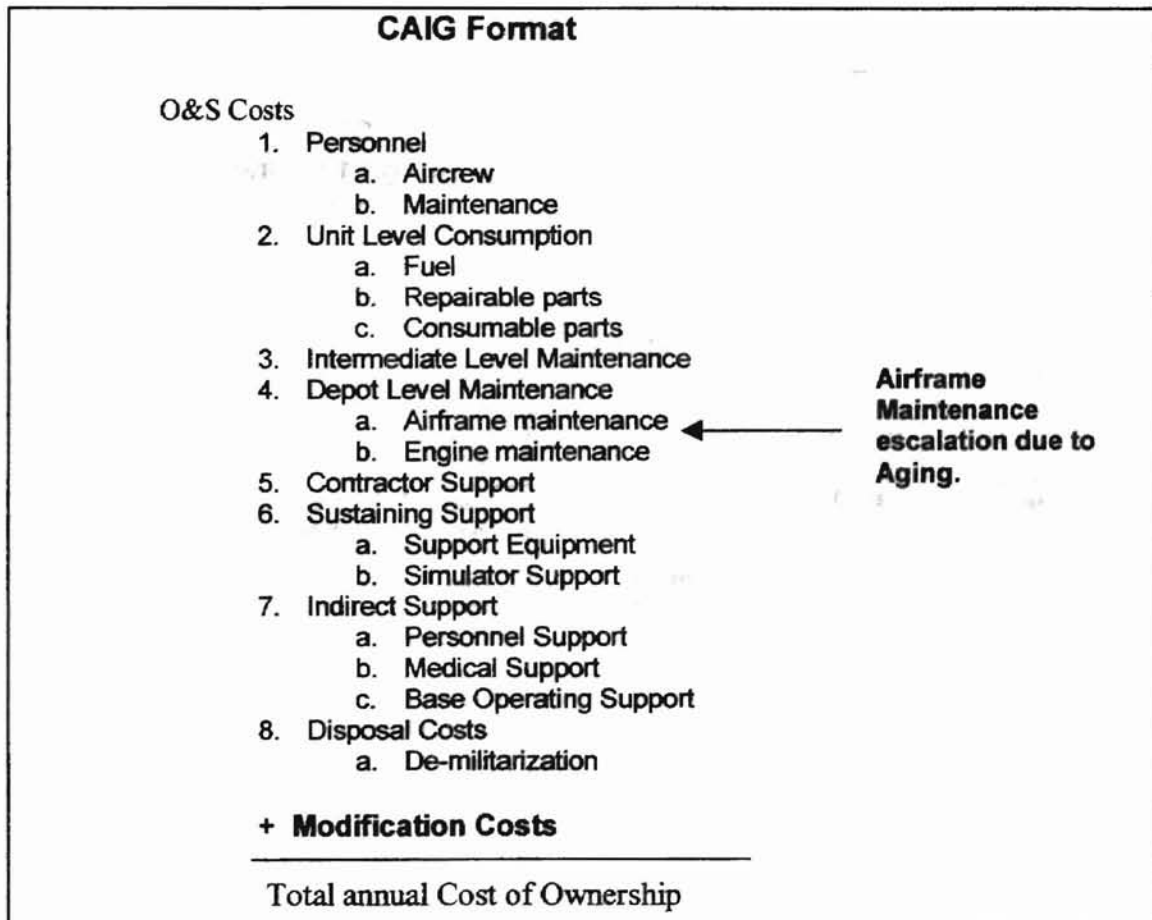 CAIG Format
O&S Costs
1. Personnel
a. Aircrew
b. Maintenance
2. Unit Level Consumption
a. Fuel
b. Repairable parts
c. Consumable parts
3. Intermediate Level Maintenance
4. Depot Level Maintenance
a. Airframe maintenance
b. Engine maintenance
5. Contractor Support
6. Sustaining Support
a. Support Equipment
b. Simulator Support
7. Indirect Support
a. Personnel Support
b. Medical Support
c. Base Operating Support
8. Disposal Costs
a. De-militarization
+ Modification Costs
Total annual Cost of Ownership
Airframe
Maintenance
escalation due to
Aging.